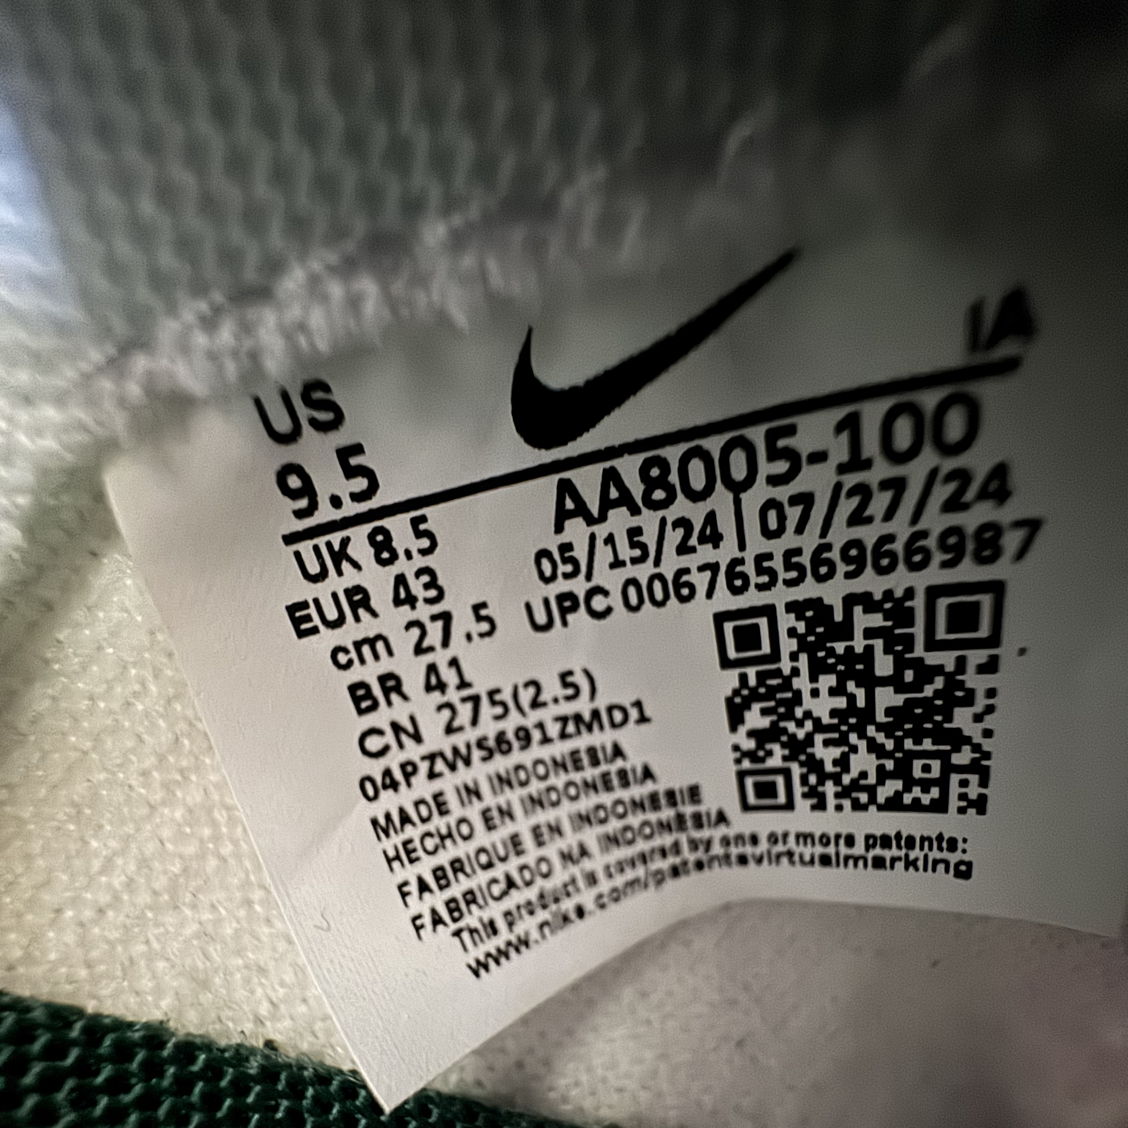 IA
US
9.5
AA8005-100
05/15/24 | 07/27/24
UPC 00676556966987
UK 8.5
EUR 43
cm 27.5
BR 41
CN 275(2.5)
04PZWS691ZMD1
MADE IN INDONESIA
HECHO EN INDONESIA
FABRIQUE EN INDONESIE
FABRICADO NA INDONESIA
This product is covered by one or more patents:
www.nike.com/patentsvirtualmarking